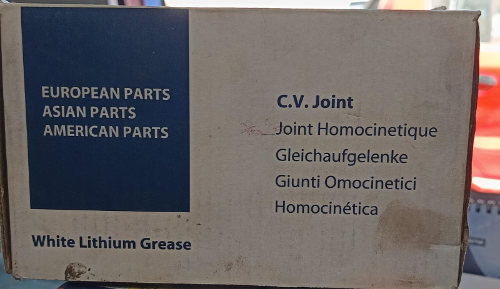 EUROPEAN PARTS
ASIAN PARTS
AMERICAN PARTS
C.V. Joint
Joint Homocinetique
Gleichaufgelenke
Giunti Omocinetici
Homocinética
White Lithium Grease